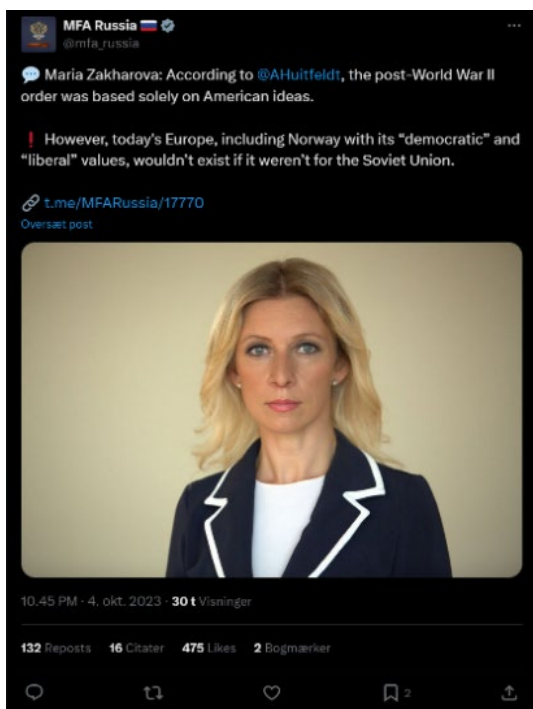 MFA Russia 🇷🇺
@mfa_russia
💬 Maria Zakharova: According to @AHuitfeldt, the post-World War II
order was based solely on American ideas.
❗ However, today's Europe, including Norway with its “democratic” and
“liberal” values, wouldn't exist if it weren't for the Soviet Union.
🔗 t.me/MFARussia/17770
Oversæt post
10.45 PM · 4. okt. 2023 · 30 t Visninger
132 Reposts 16 Citater 475 Likes 2 Bogmærker
2